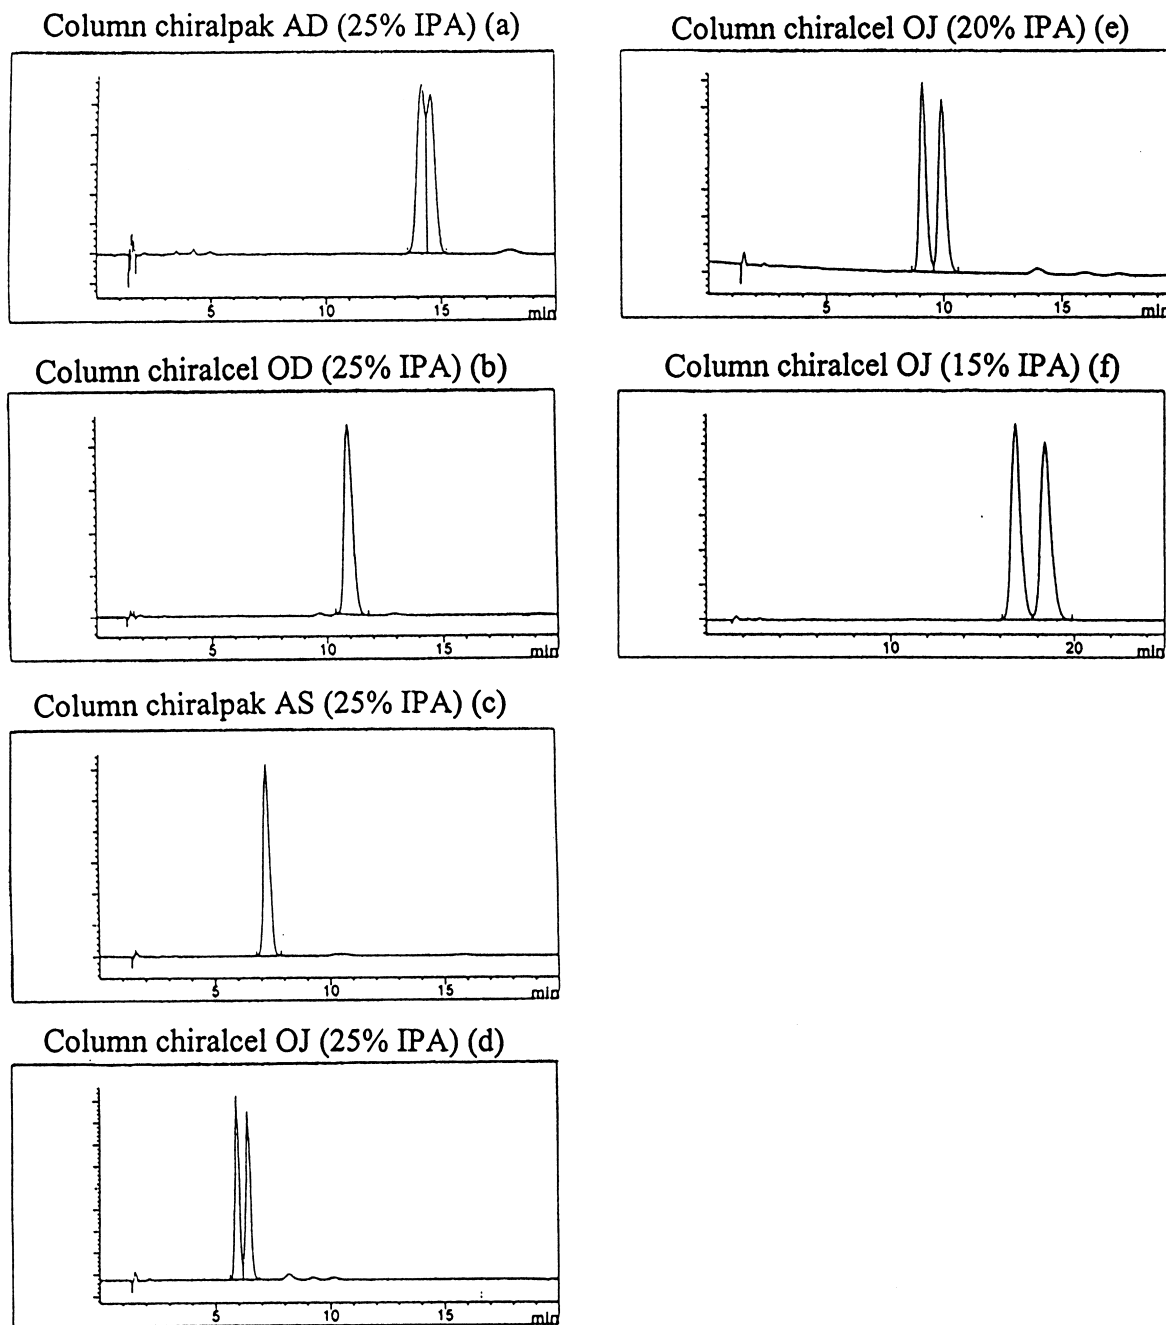 Column chiralpak AD (25% IPA) (a)
5 10 15 min
Column chiralcel OD (25% IPA) (b)
5 10 15 min
Column chiralpak AS (25% IPA) (c)
5 10 15 min
Column chiralcel OJ (25% IPA) (d)
5 10 15 min
Column chiralcel OJ (20% IPA) (e)
5 10 15 min
Column chiralcel OJ (15% IPA) (f)
10 20 min